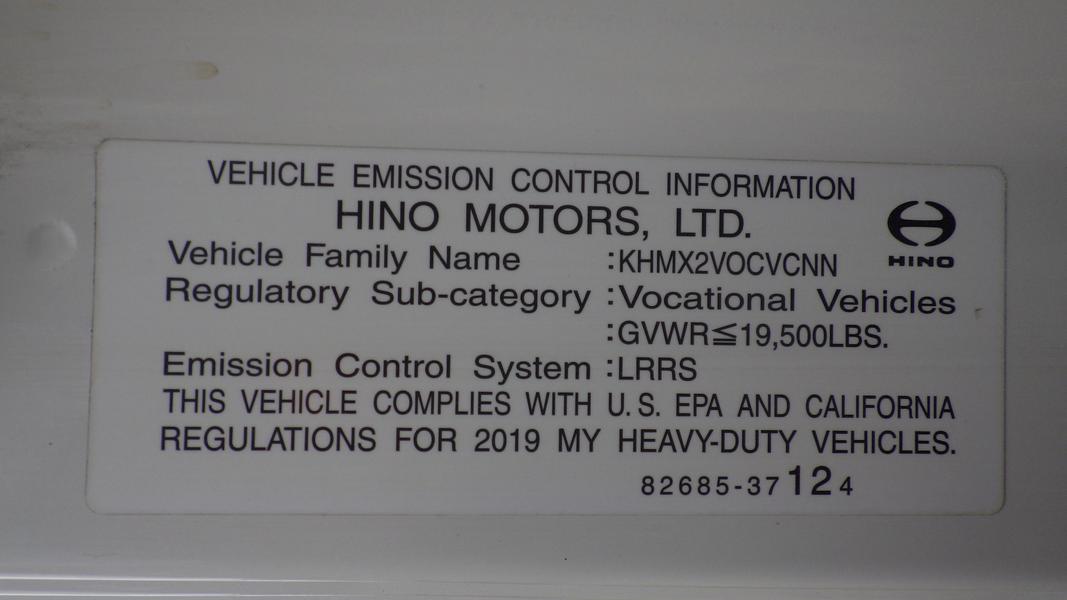 VEHICLE EMISSION CONTROL INFORMATION
HINO MOTORS, LTD.
HINO
Vehicle Family Name :KHMX2VOCVCNN
Regulatory Sub-category :Vocational Vehicles
:GVWR≦19,500LBS.
Emission Control System :LRRS
THIS VEHICLE COMPLIES WITH U.S. EPA AND CALIFORNIA
REGULATIONS FOR 2019 MY HEAVY-DUTY VEHICLES.
82685-37124